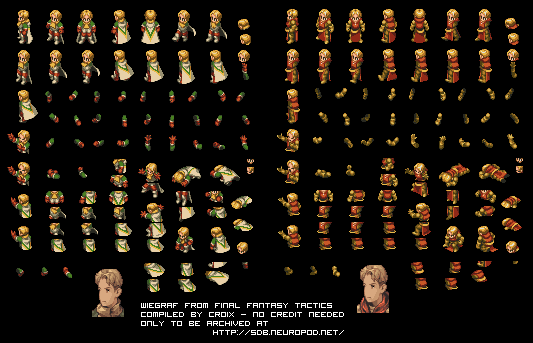 WIEGRAF FROM FINAL FANTASY TACTICS
COMPILED BY CROIX - NO CREDIT NEEDED
ONLY TO BE ARCHIVED AT
HTTP://SDB.NEUROPOD.NET/